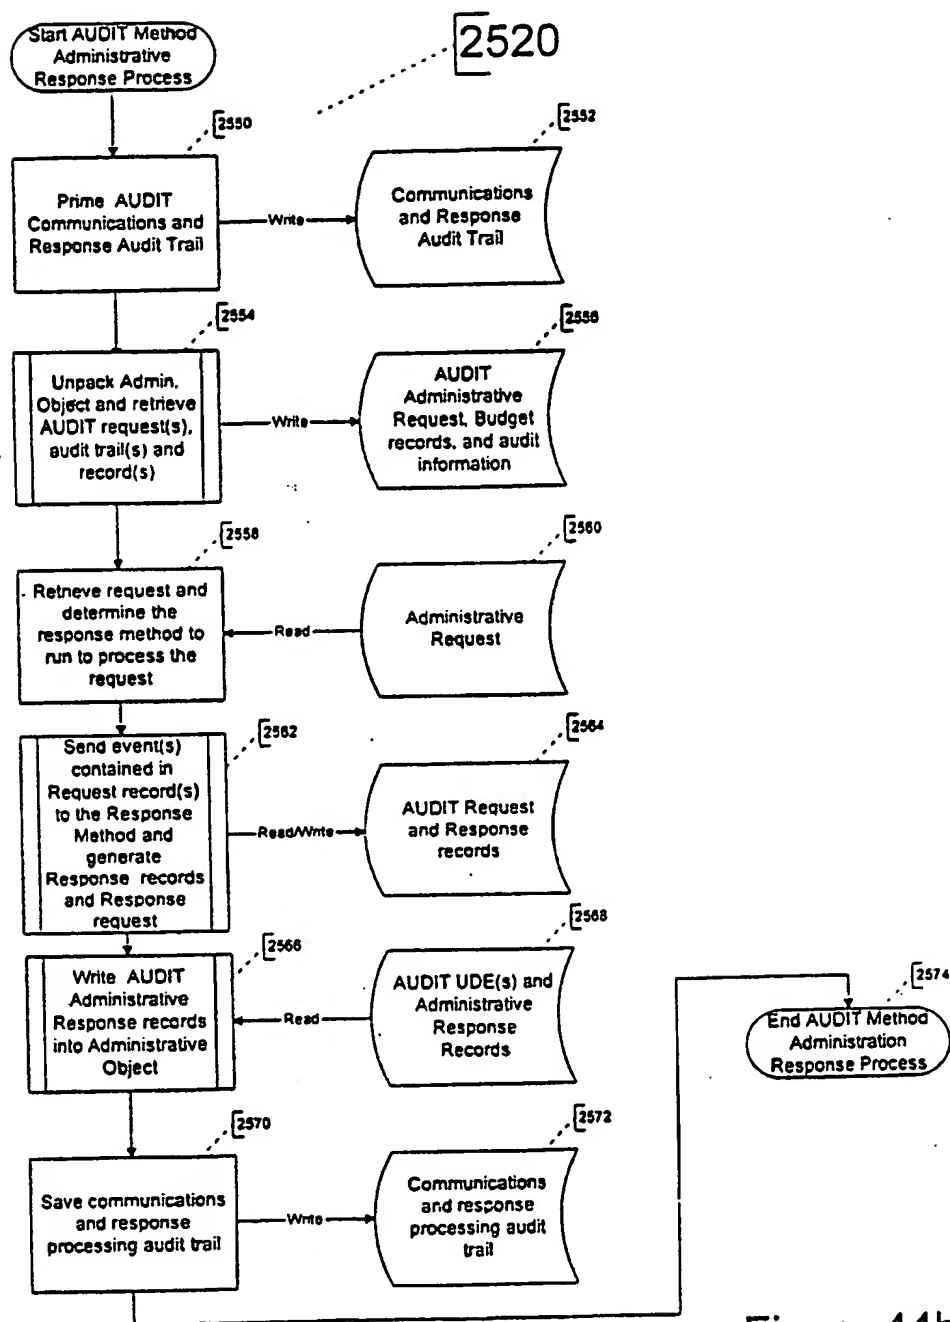 Start AUDIT Method
Administrative
Response Process
2520
2550
2552
Prime AUDIT
Communications and
Response Audit Trail
Write
Communications
and Response
Audit Trail
2554
2556
Unpack Admin.
Object and retrieve
AUDIT request(s),
audit trail(s) and
record(s)
Write
AUDIT
Administrative
Request, Budget
records, and audit
information
2558
2560
Retrieve request and
determine the
response method to
run to process the
request
Read
Administrative
Request
2562
2564
Send event(s)
contained in
Request record(s)
to the Response
Method and
generate
Response records
and Response
request
Read/Write
AUDIT Request
and Response
records
2566
2568
Write AUDIT
Administrative
Response records
into Administrative
Object
Read
AUDIT UDE(s) and
Administrative
Response
Records
2574
End AUDIT Method
Administration
Response Process
2570
2572
Save communications
and response
processing audit trail
Write
Communications
and response
processing audit
trail
Figure 44b